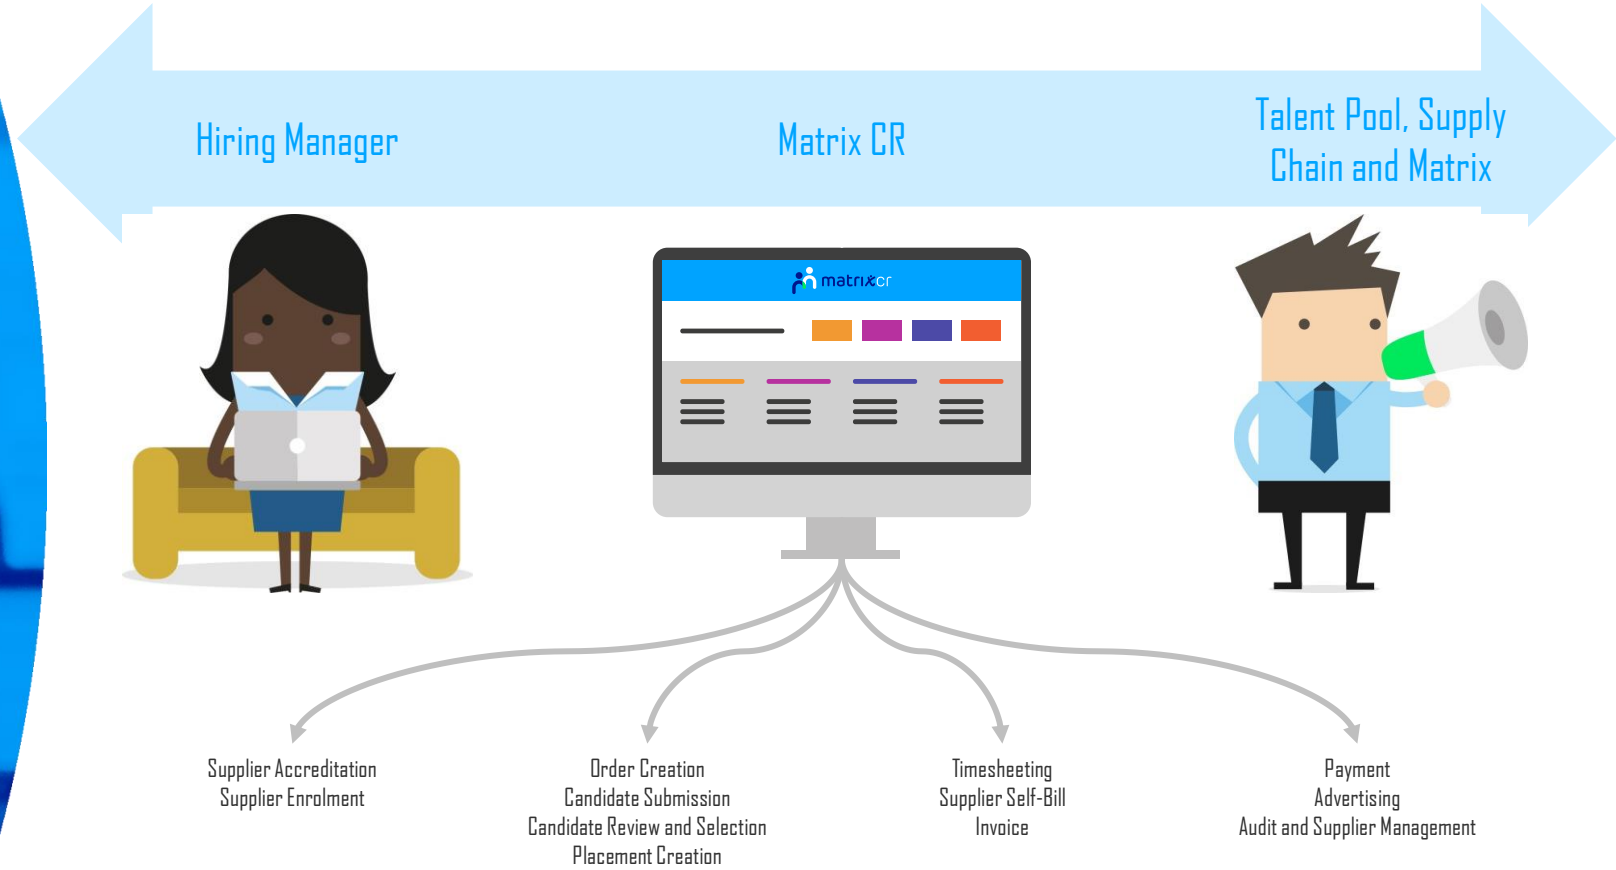 Hiring Manager
Matrix CR
Talent Pool, Supply
Chain and Matrix
matrixcr
Supplier Accreditation
Supplier Enrolment
Order Creation
Candidate Submission
Candidate Review and Selection
Placement Creation
Timesheeting
Supplier Self-Bill
Invoice
Payment
Advertising
Audit and Supplier Management